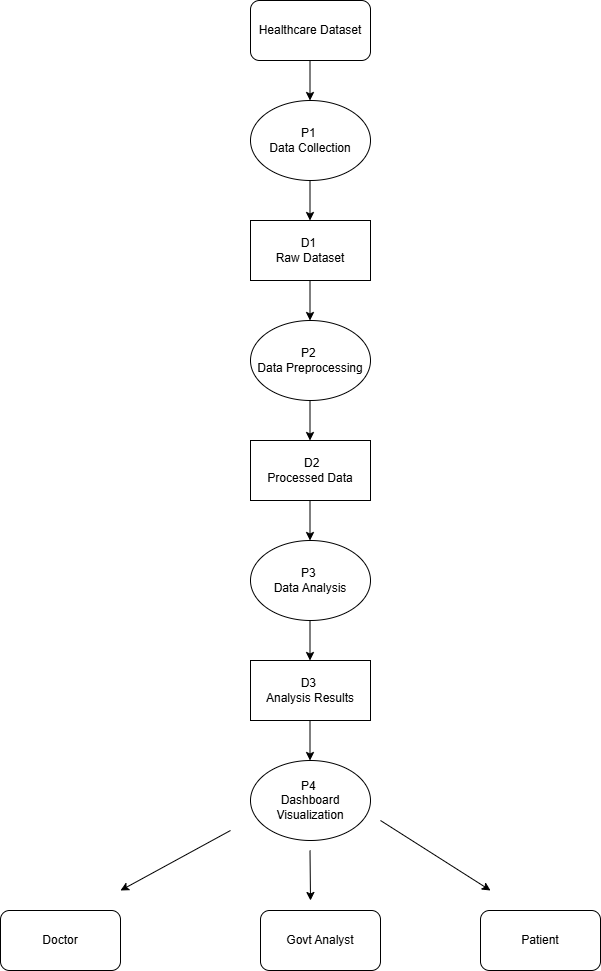 Healthcare Dataset
P1
Data Collection
D1
Raw Dataset
P2
Data Preprocessing
D2
Processed Data
P3
Data Analysis
D3
Analysis Results
P4
Dashboard
Visualization
Doctor
Govt Analyst
Patient